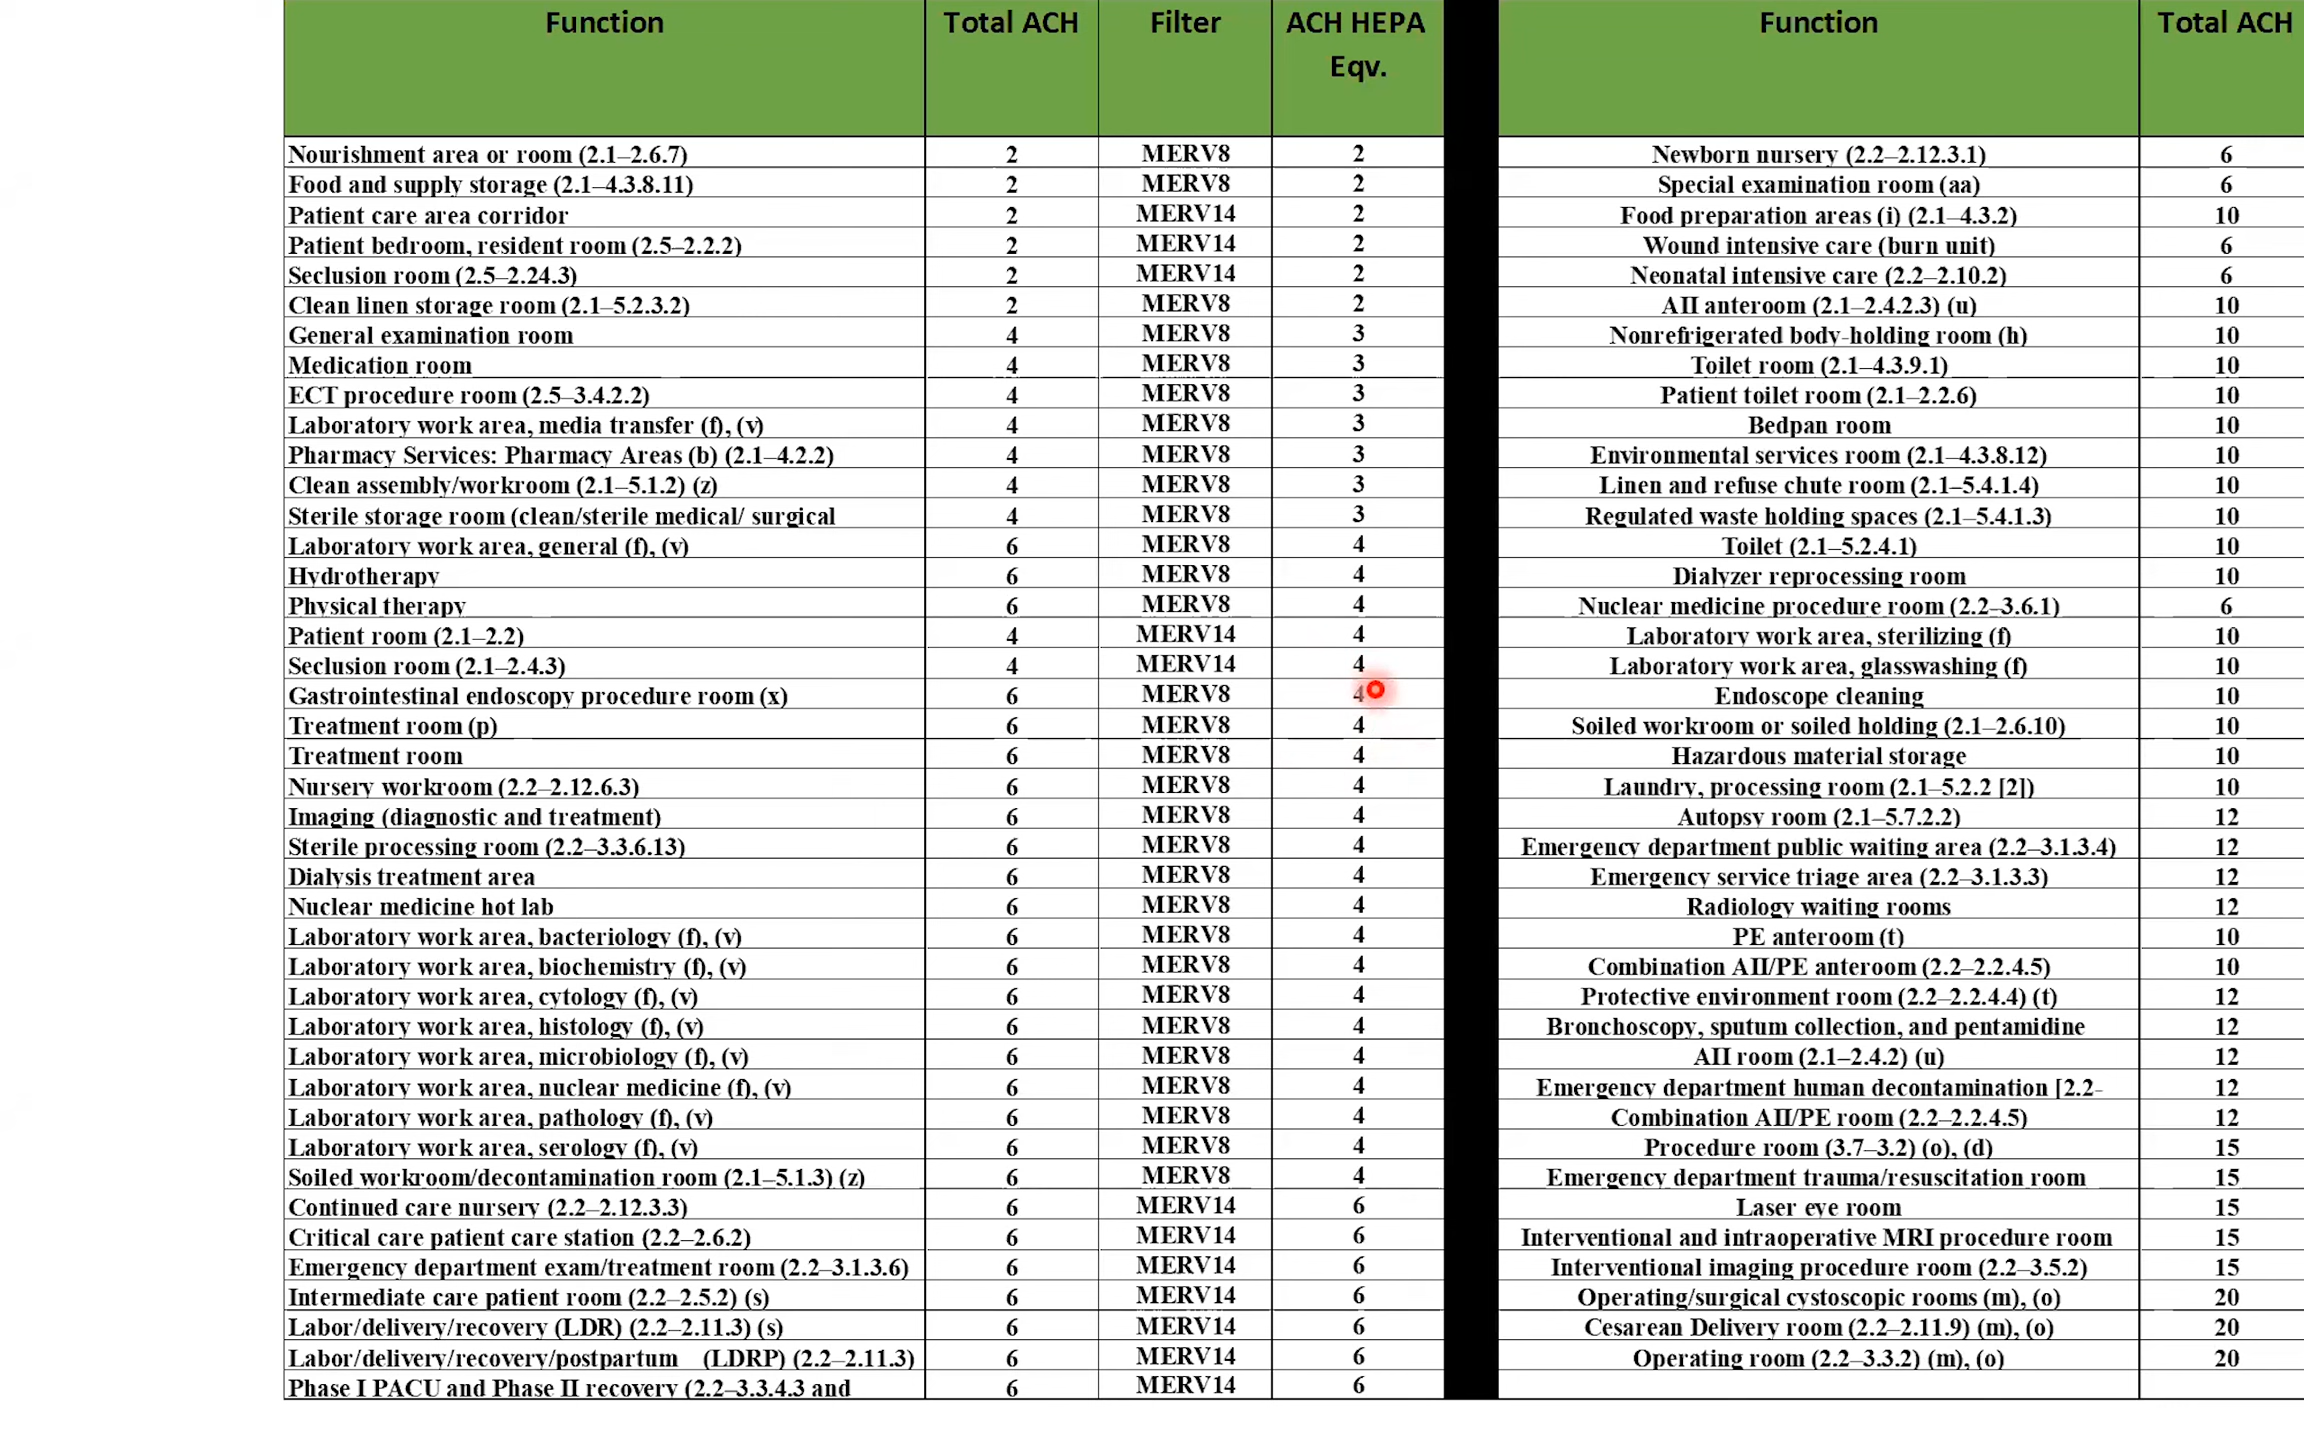 Function Total ACH Filter ACH HEPA Eqv. Function Total ACH
Nourishment area or room (2.1–2.6.7) 2 MERV8 2 Newborn nursery (2.2–2.12.3.1) 6
Food and supply storage (2.1–4.3.8.11) 2 MERV8 2 Special examination room (aa) 6
Patient care area corridor 2 MERV14 2 Food preparation areas (i) (2.1–4.3.2) 10
Patient bedroom, resident room (2.5–2.2.2) 2 MERV14 2 Wound intensive care (burn unit) 6
Seclusion room (2.5–2.24.3) 2 MERV14 2 Neonatal intensive care (2.2–2.10.2) 6
Clean linen storage room (2.1–5.2.3.2) 2 MERV8 2 AII anteroom (2.1–2.4.2.3) (u) 10
General examination room 4 MERV8 3 Nonrefrigerated body-holding room (h) 10
Medication room 4 MERV8 3 Toilet room (2.1–4.3.9.1) 10
ECT procedure room (2.5–3.4.2.2) 4 MERV8 3 Patient toilet room (2.1–2.2.6) 10
Laboratory work area, media transfer (f), (v) 4 MERV8 3 Bedpan room 10
Pharmacy Services: Pharmacy Areas (b) (2.1–4.2.2) 4 MERV8 3 Environmental services room (2.1–4.3.8.12) 10
Clean assembly/workroom (2.1–5.1.2) (z) 4 MERV8 3 Linen and refuse chute room (2.1–5.4.1.4) 10
Sterile storage room (clean/sterile medical/ surgical 4 MERV8 3 Regulated waste holding spaces (2.1–5.4.1.3) 10
Laboratory work area, general (f), (v) 6 MERV8 4 Toilet (2.1–5.2.4.1) 10
Hydrotherapy 6 MERV8 4 Dialyzer reprocessing room 10
Physical therapy 6 MERV8 4 Nuclear medicine procedure room (2.2–3.6.1) 6
Patient room (2.1–2.2) 4 MERV14 4 Laboratory work area, sterilizing (f) 10
Seclusion room (2.1–2.4.3) 4 MERV14 4 Laboratory work area, glasswashing (f) 10
Gastrointestinal endoscopy procedure room (x) 6 MERV8 4 Endoscope cleaning 10
Treatment room (p) 6 MERV8 4 Soiled workroom or soiled holding (2.1–2.6.10) 10
Treatment room 6 MERV8 4 Hazardous material storage 10
Nursery workroom (2.2–2.12.6.3) 6 MERV8 4 Laundry, processing room (2.1–5.2.2 [2]) 10
Imaging (diagnostic and treatment) 6 MERV8 4 Autopsy room (2.1–5.7.2.2) 12
Sterile processing room (2.2–3.3.6.13) 6 MERV8 4 Emergency department public waiting area (2.2–3.1.3.4) 12
Dialysis treatment area 6 MERV8 4 Emergency service triage area (2.2–3.1.3.3) 12
Nuclear medicine hot lab 6 MERV8 4 Radiology waiting rooms 12
Laboratory work area, bacteriology (f), (v) 6 MERV8 4 PE anteroom (t) 10
Laboratory work area, biochemistry (f), (v) 6 MERV8 4 Combination AII/PE anteroom (2.2–2.2.4.5) 10
Laboratory work area, cytology (f), (v) 6 MERV8 4 Protective environment room (2.2–2.2.4.4) (t) 12
Laboratory work area, histology (f), (v) 6 MERV8 4 Bronchoscopy, sputum collection, and pentamidine 12
Laboratory work area, microbiology (f), (v) 6 MERV8 4 AII room (2.1–2.4.2) (u) 12
Laboratory work area, nuclear medicine (f), (v) 6 MERV8 4 Emergency department human decontamination [2.2- 12
Laboratory work area, pathology (f), (v) 6 MERV8 4 Combination AII/PE room (2.2–2.2.4.5) 12
Laboratory work area, serology (f), (v) 6 MERV8 4 Procedure room (3.7–3.2) (o), (d) 15
Soiled workroom/decontamination room (2.1–5.1.3) (z) 6 MERV8 4 Emergency department trauma/resuscitation room 15
Continued care nursery (2.2–2.12.3.3) 6 MERV14 6 Laser eye room 15
Critical care patient care station (2.2–2.6.2) 6 MERV14 6 Interventional and intraoperative MRI procedure room 15
Emergency department exam/treatment room (2.2–3.1.3.6) 6 MERV14 6 Interventional imaging procedure room (2.2–3.5.2) 15
Intermediate care patient room (2.2–2.5.2) (s) 6 MERV14 6 Operating/surgical cystoscopic rooms (m), (o) 20
Labor/delivery/recovery (LDR) (2.2–2.11.3) (s) 6 MERV14 6 Cesarean Delivery room (2.2–2.11.9) (m), (o) 20
Labor/delivery/recovery/postpartum (LDRP) (2.2–2.11.3) 6 MERV14 6 Operating room (2.2–3.3.2) (m), (o) 20
Phase I PACU and Phase II recovery (2.2–3.3.4.3 and 6 MERV14 6